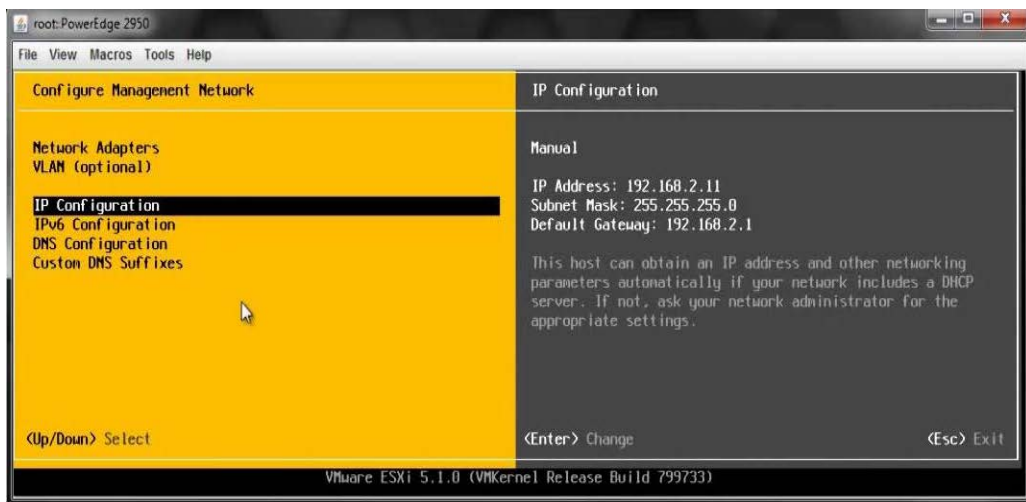 root: PowerEdge 2950
File View Macros Tools Help
Configure Management Network
Network Adapters
VLAN (optional)
IP Configuration
IPv6 Configuration
DNS Configuration
Custom DNS Suffixes
<Up/Down> Select
IP Configuration
Manual
IP Address: 192.168.2.11
Subnet Mask: 255.255.255.0
Default Gateway: 192.168.2.1
This host can obtain an IP address and other networking
parameters automatically if your network includes a DHCP
server. If not, ask your network administrator for the
appropriate settings.
<Enter> Change
<Esc> Exit
VMware ESXi 5.1.0 (VMKernel Release Build 799733)